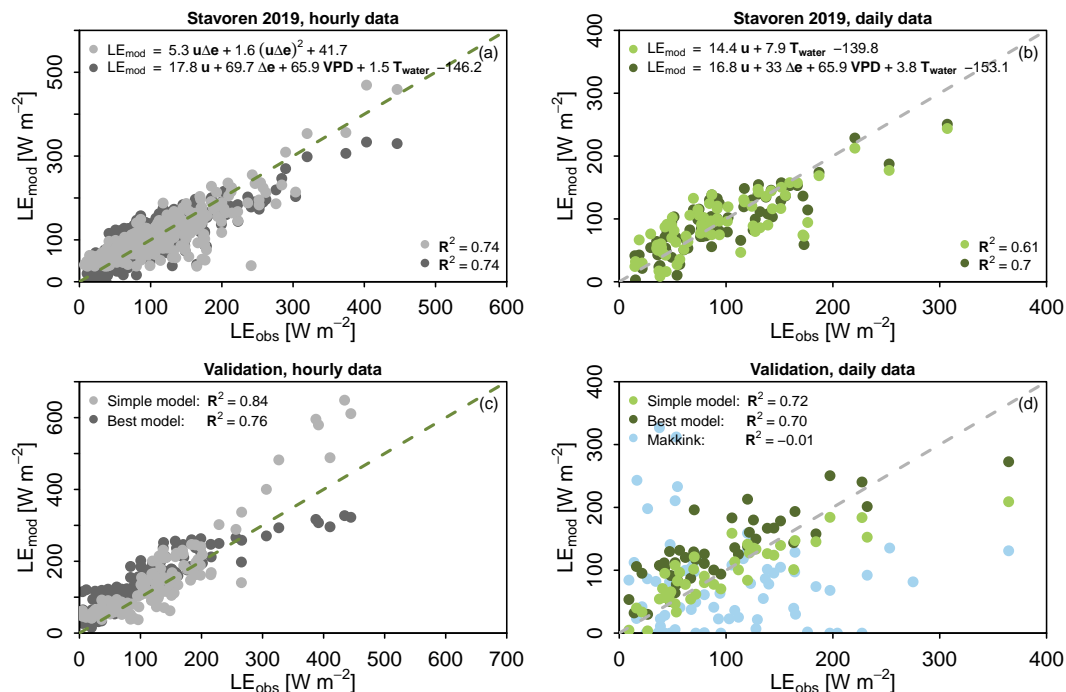 Stavoren 2019, hourly data
(a)
LEmod = 5.3 uΔe + 1.6 (uΔe)² + 41.7
LEmod = 17.8 u + 69.7 Δe + 65.9 VPD + 1.5 Twater −146.2
R² = 0.74
R² = 0.74
LEmod [W m−2]
0 100 300 500
0 100 200 300 400 500 600
LEobs [W m−2]
Stavoren 2019, daily data
(b)
LEmod = 14.4 u + 7.9 Twater −139.8
LEmod = 16.8 u + 33 Δe + 65.9 VPD + 3.8 Twater −153.1
R² = 0.61
R² = 0.7
LEmod [W m−2]
0 100 200 300 400
0 100 200 300 400
LEobs [W m−2]
Validation, hourly data
(c)
Simple model: R² = 0.84
Best model: R² = 0.76
LEmod [W m−2]
0 200 400 600
0 100 200 300 400 500 600 700
LEobs [W m−2]
Validation, daily data
(d)
Simple model: R² = 0.72
Best model: R² = 0.70
Makkink: R² = −0.01
LEmod [W m−2]
0 100 200 300 400
0 100 200 300 400
LEobs [W m−2]